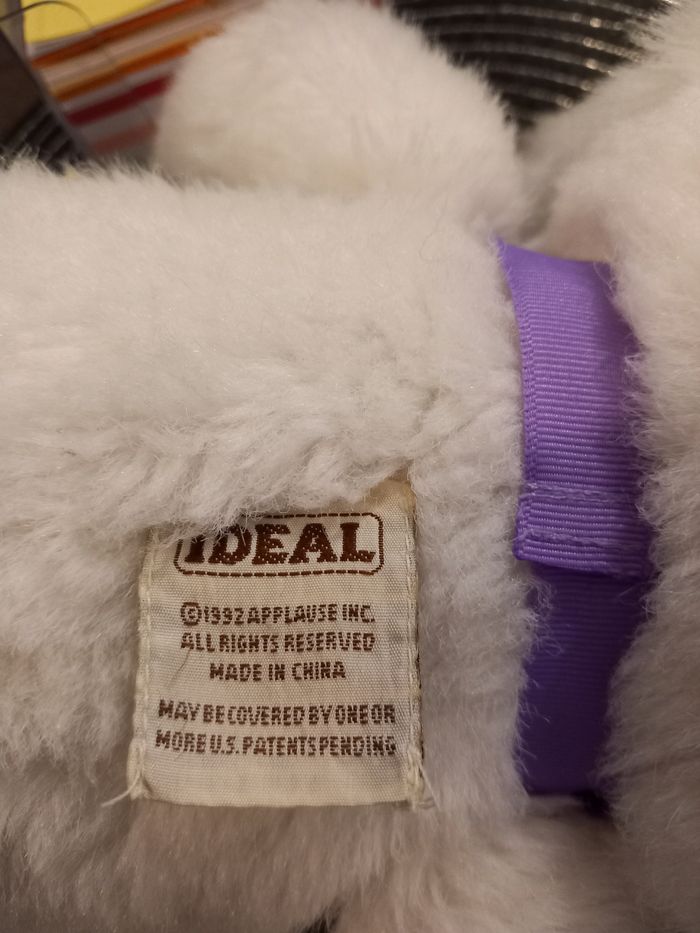 IDEAL
©1992 APPLAUSE INC.
ALL RIGHTS RESERVED
MADE IN CHINA
MAY BE COVERED BY ONE OR
MORE U.S. PATENTS PENDING